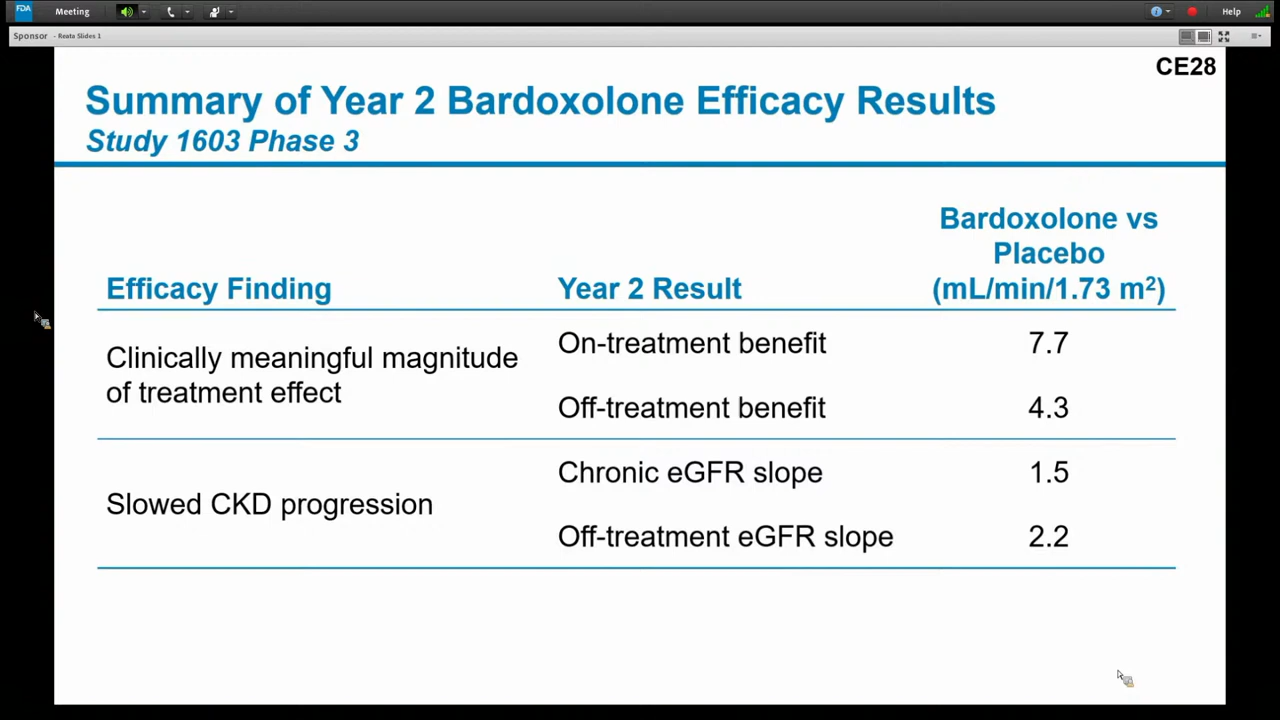 FDA
Meeting
Help
Sponsor - Reata Slides 1
CE28
Summary of Year 2 Bardoxolone Efficacy Results
Study 1603 Phase 3
Efficacy Finding
Year 2 Result
Bardoxolone vs
Placebo
(mL/min/1.73 m²)
Clinically meaningful magnitude
of treatment effect
On-treatment benefit
7.7
Off-treatment benefit
4.3
Slowed CKD progression
Chronic eGFR slope
1.5
Off-treatment eGFR slope
2.2